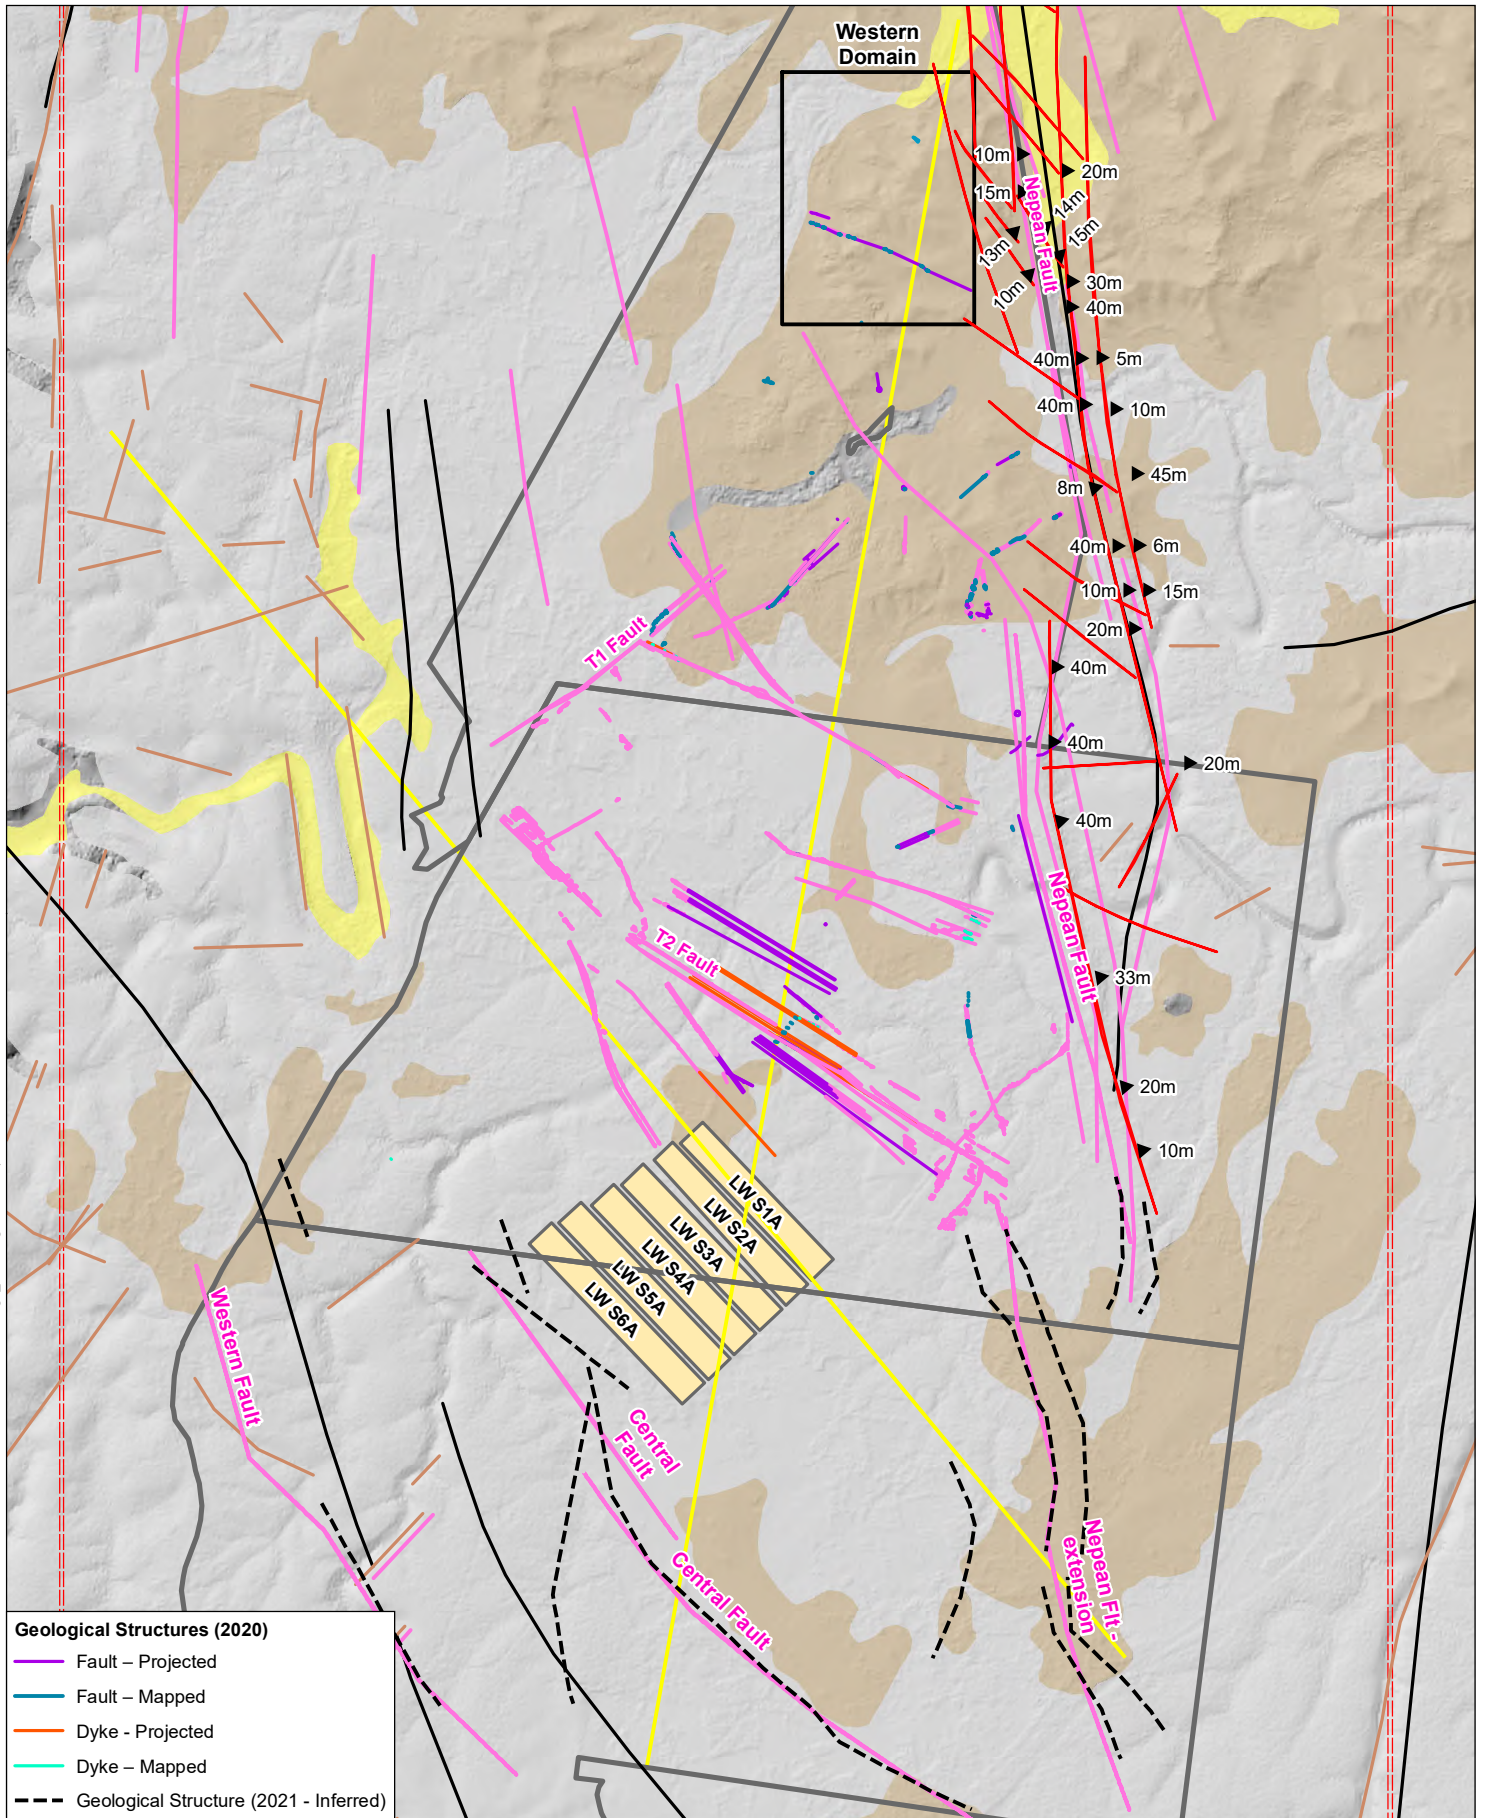 Western
Domain
10m
20m
15m
14m
Nepean Fault
15m
13m
30m
10m
40m
40m
5m
40m
10m
45m
8m
40m
6m
10m
15m
20m
T1 Fault
40m
40m
20m
40m
Nepean Fault
T2 Fault
33m
20m
10m
LW S1A
LW S2A
LW S3A
LW S4A
LW S5A
LW S6A
Western Fault
Central
Fault
Central Fault
Nepean Flt -
extension
Geological Structures (2020)
Fault – Projected
Fault – Mapped
Dyke - Projected
Dyke – Mapped
Geological Structure (2021 - Inferred)